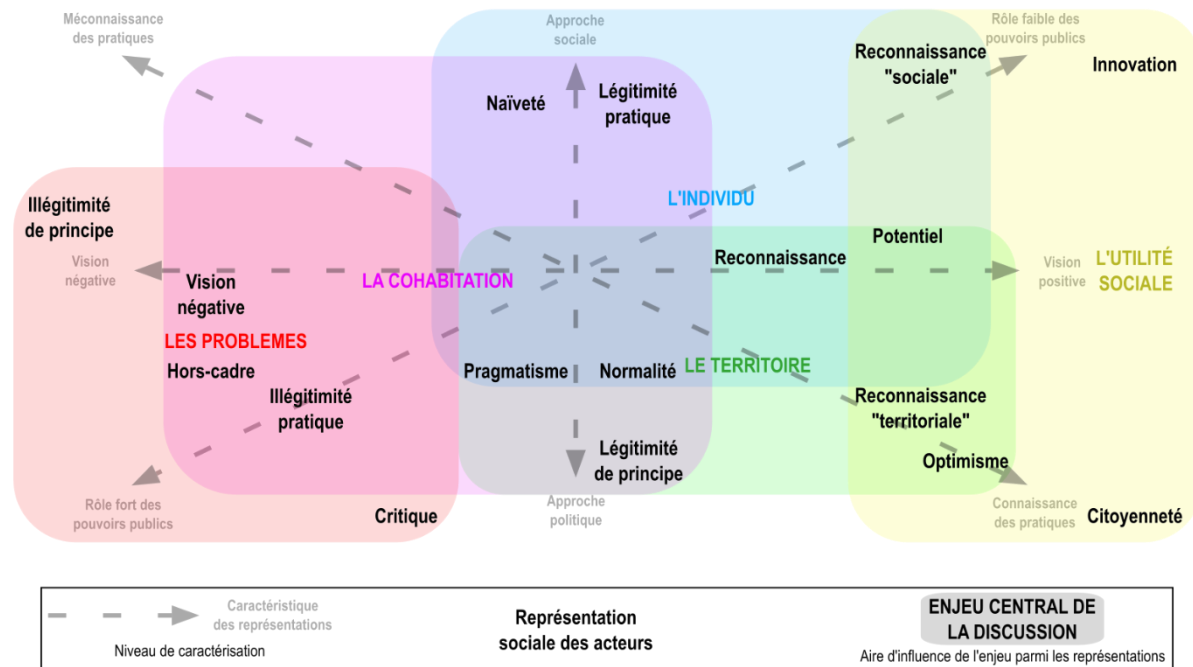 Méconnaissance
des pratiques
Approche
sociale
Rôle faible des
pouvoirs publics
Reconnaissance
"sociale"
Innovation
Naïveté
Légitimité
pratique
Illégitimité
de principe
L'INDIVIDU
Potentiel
Vision
négative
Vision
négative
LA COHABITATION
Reconnaissance
Vision
positive
L'UTILITÉ
SOCIALE
LES PROBLEMES
Hors-cadre
Pragmatisme
Normalité
LE TERRITOIRE
Illégitimité
pratique
Reconnaissance
"territoriale"
Légitimité
de principe
Optimisme
Rôle fort des
pouvoirs publics
Critique
Approche
politique
Connaissance
des pratiques
Citoyenneté
Caractéristique
des représentations
Niveau de caractérisation
Représentation
sociale des acteurs
ENJEU CENTRAL DE
LA DISCUSSION
Aire d'influence de l'enjeu parmi les représentations